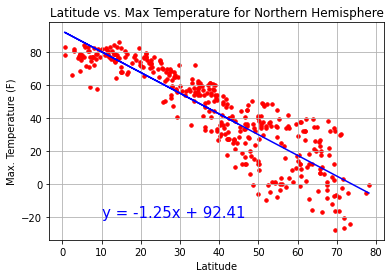 Latitude vs. Max Temperature for Northern Hemisphere
80
60
40
20
0
−20
Max. Temperature (F)
y = -1.25x + 92.41
0 10 20 30 40 50 60 70 80
Latitude